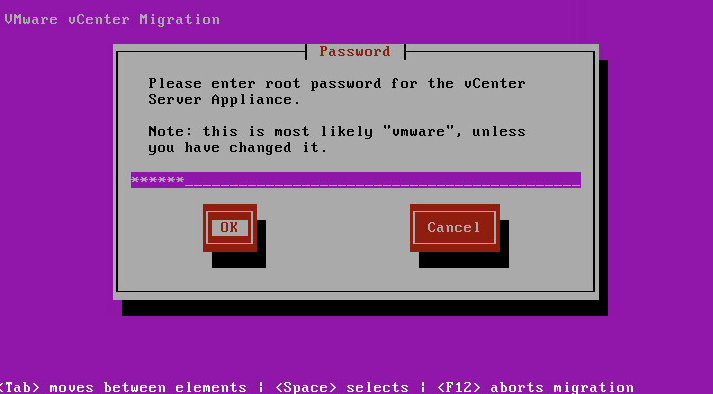 VMware vCenter Migration
Password
Please enter root password for the vCenter
Server Appliance.
Note: this is most likely "vmware", unless
you have changed it.
******__________________________________________
OK
Cancel
<Tab> moves between elements | <Space> selects | <F12> aborts migration